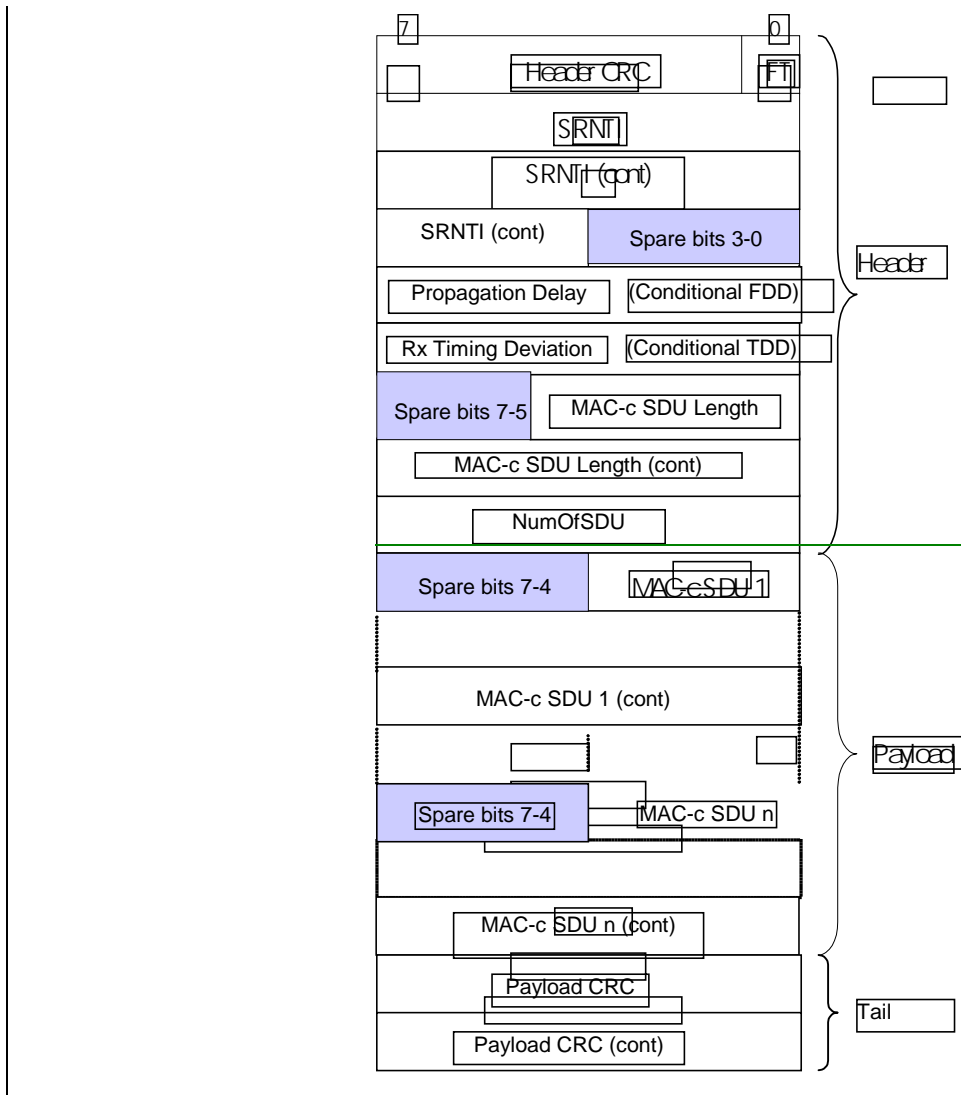 7 0
Header CRC FT
SRNTI
SRNTI (cont)
SRNTI (cont) Spare bits 3-0
Header
Propagation Delay (Conditional FDD)
Rx Timing Deviation (Conditional TDD)
Spare bits 7-5 MAC-c SDU Length
MAC-c SDU Length (cont)
NumOfSDU
Spare bits 7-4 MAC-c SDU 1
MAC-c SDU 1 (cont)
Payload
Spare bits 7-4 MAC-c SDU n
MAC-c SDU n (cont)
Payload CRC
Tail
Payload CRC (cont)